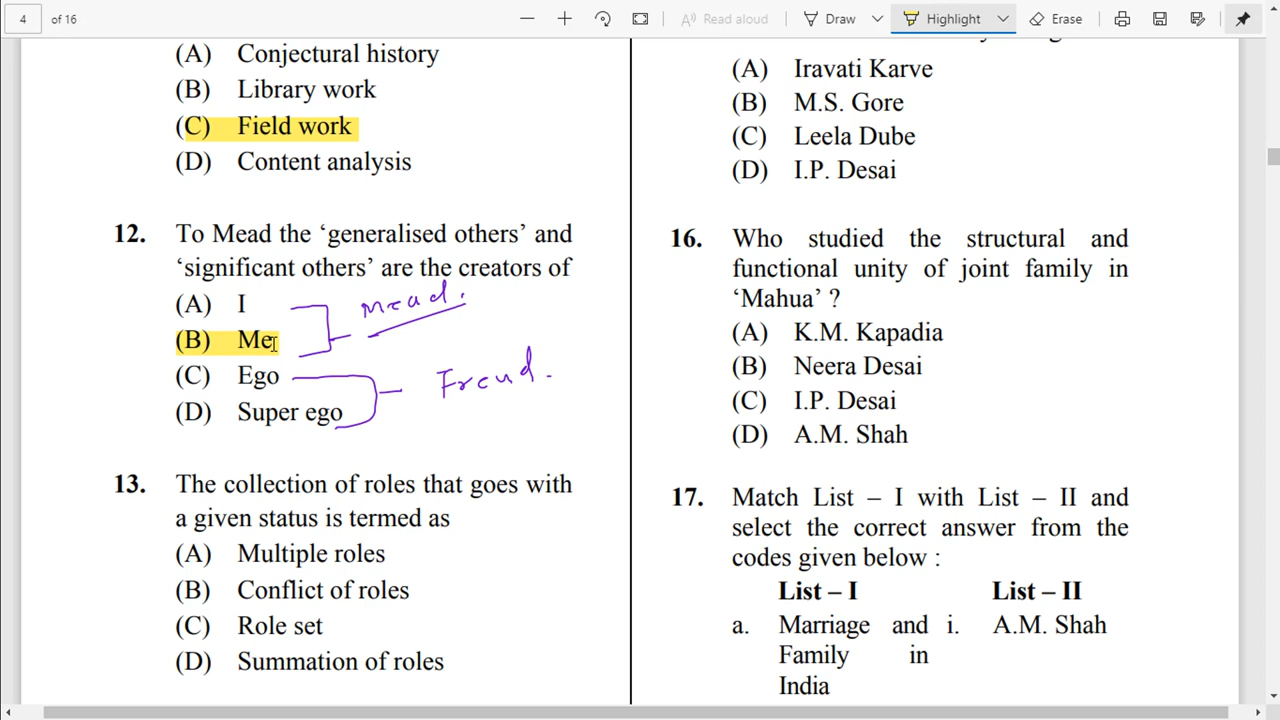 4 of 16
Read aloud
Draw
Highlight
Erase
(A) Conjectural history
(B) Library work
(C) Field work
(D) Content analysis
12. To Mead the ‘generalised others’ and
‘significant others’ are the creators of
(A) I
(B) Me
(C) Ego
(D) Super ego
Mead.
Freud.
13. The collection of roles that goes with
a given status is termed as
(A) Multiple roles
(B) Conflict of roles
(C) Role set
(D) Summation of roles
(A) Iravati Karve
(B) M.S. Gore
(C) Leela Dube
(D) I.P. Desai
16. Who studied the structural and
functional unity of joint family in
‘Mahua’ ?
(A) K.M. Kapadia
(B) Neera Desai
(C) I.P. Desai
(D) A.M. Shah
17. Match List – I with List – II and
select the correct answer from the
codes given below :
List – I List – II
a. Marriage and i. A.M. Shah
Family in
India